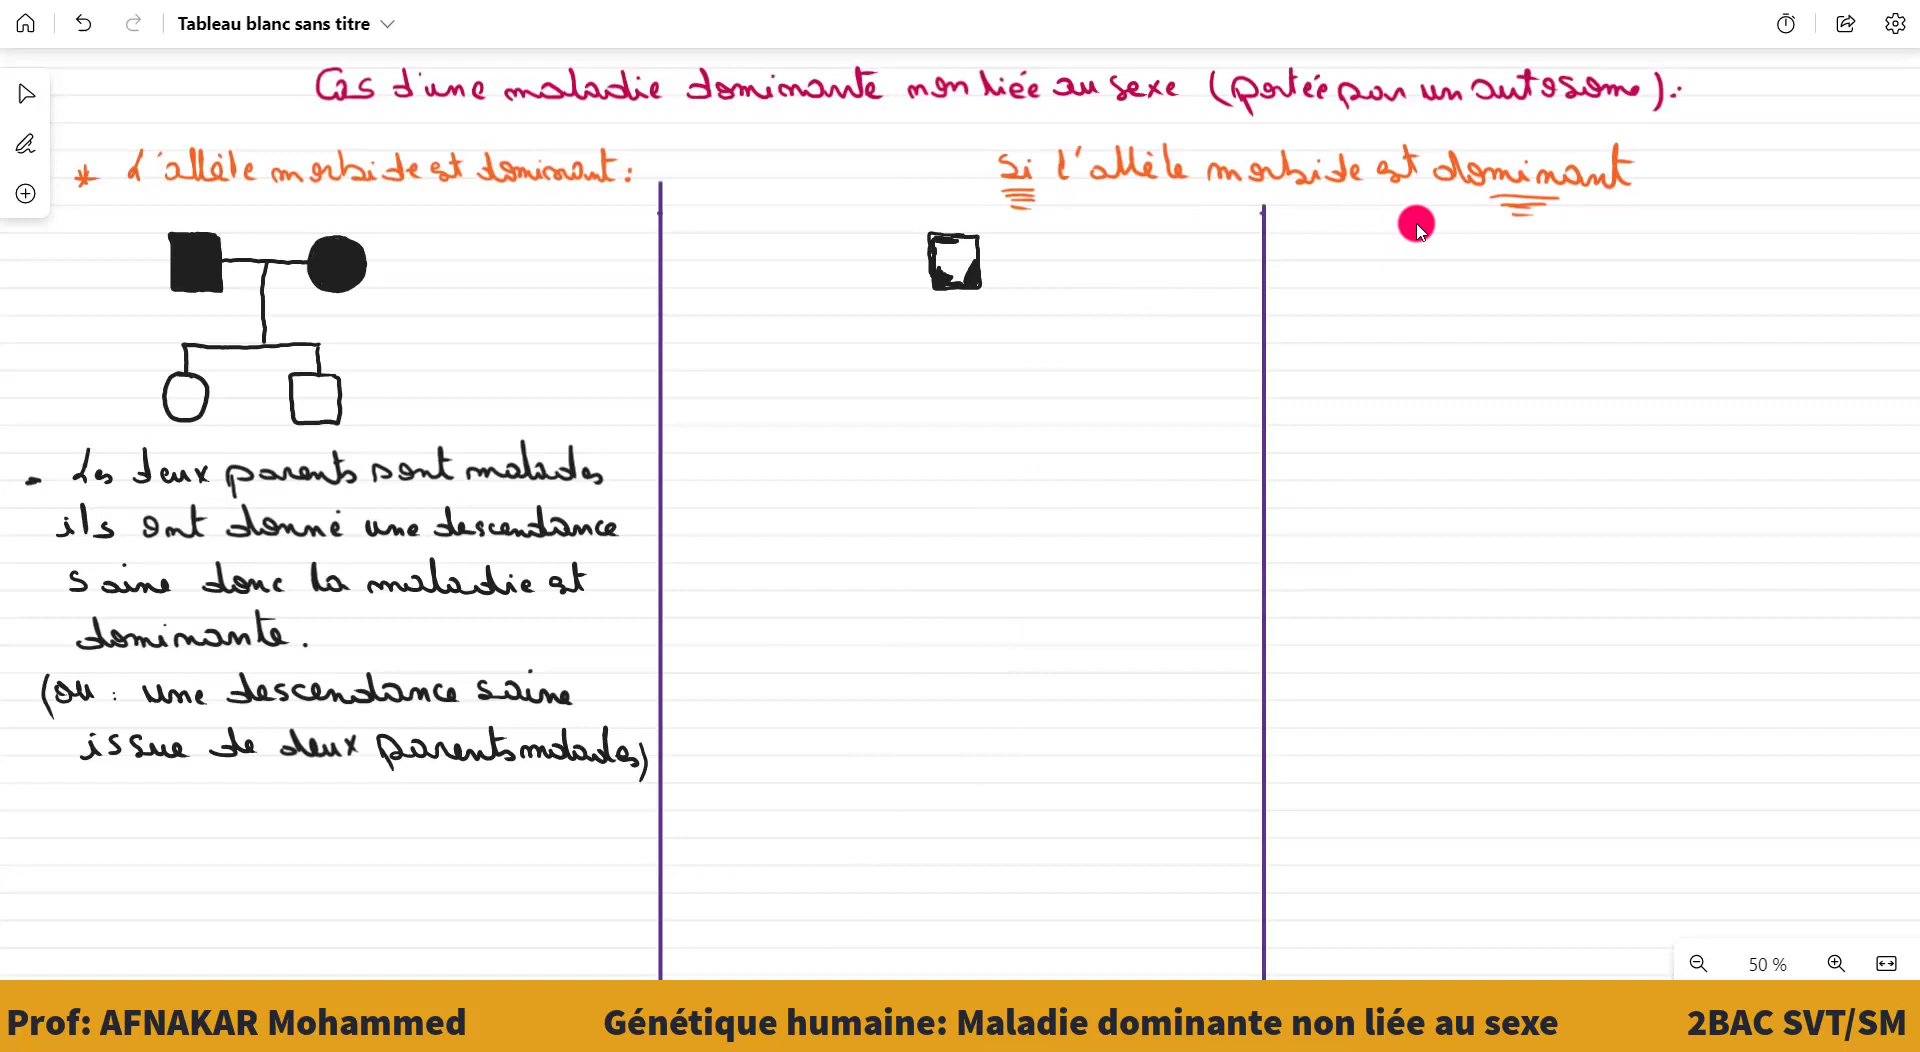 Tableau blanc sans titre
Cas d'une maladie dominante non liée au sexe (portée par un autosome).
* L'allèle morbide est dominant :
Si l'allèle morbide est dominant
- Les deux parents sont malades
ils ont donné une descendance
saine donc la maladie est
dominante.
(ou : une descendance saine
issue de deux parents malades)
50 %
Prof: AFNAKAR Mohammed
Génétique humaine: Maladie dominante non liée au sexe
2BAC SVT/SM